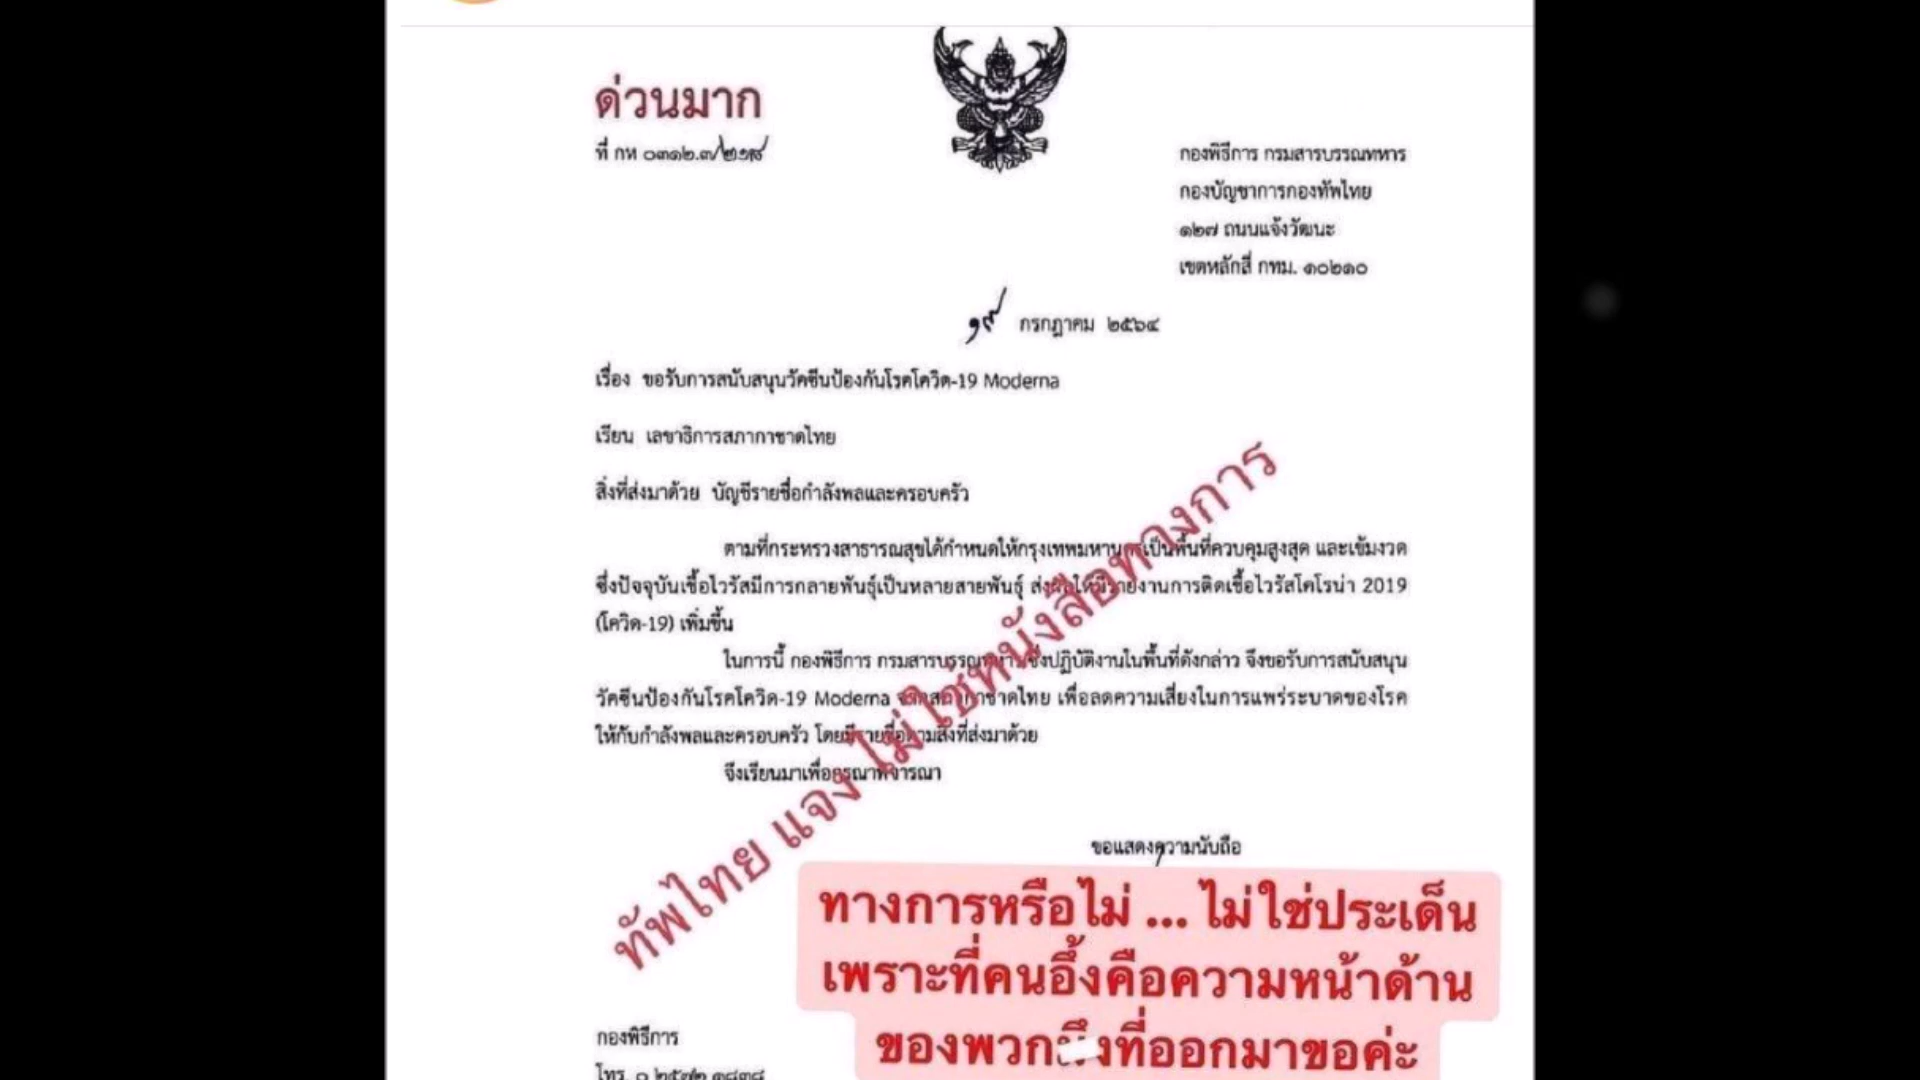 ด่วนมาก
ที่ กห ๐๓๑๒.๓/๒๑๘
กองพิธีการ กรมสารบรรณทหาร
กองบัญชาการกองทัพไทย
๑๒๗ ถนนแจ้งวัฒนะ
เขตหลักสี่ กทม. ๑๐๒๑๐
๑๙ กรกฎาคม ๒๕๖๔
เรื่อง ขอรับการสนับสนุนวัคซีนป้องกันโรคโควิด-19 Moderna
เรียน เลขาธิการสภากาชาดไทย
สิ่งที่ส่งมาด้วย บัญชีรายชื่อกำลังพลและครอบครัว
ตามที่กระทรวงสาธารณสุขได้กำหนดให้กรุงเทพมหานครเป็นพื้นที่ควบคุมสูงสุด และเข้มงวด
ซึ่งปัจจุบันเชื้อไวรัสมีการกลายพันธุ์เป็นหลายสายพันธุ์ ส่งผลให้มีรายงานการติดเชื้อไวรัสโคโรน่า 2019
(โควิด-19) เพิ่มขึ้น
ในการนี้ กองพิธีการ กรมสารบรรณทหาร ซึ่งปฏิบัติงานในพื้นที่ดังกล่าว จึงขอรับการสนับสนุน
วัคซีนป้องกันโรคโควิด-19 Moderna จากสภากาชาดไทย เพื่อลดความเสี่ยงในการแพร่ระบาดของโรค
ให้กับกำลังพลและครอบครัว โดยมีรายชื่อตามสิ่งที่ส่งมาด้วย
จึงเรียนมาเพื่อกรุณาพิจารณา
ทัพไทย แจง ไม่ใช่หนังสือทางการ
ขอแสดงความนับถือ
ทางการหรือไม่ ... ไม่ใช่ประเด็น
เพราะที่คนอึ้งคือความหน้าด้าน
ของพวกมึงที่ออกมาขอค่ะ
กองพิธีการ
โทร. ๐ ๒๕๗๒ ๑๘๓๘